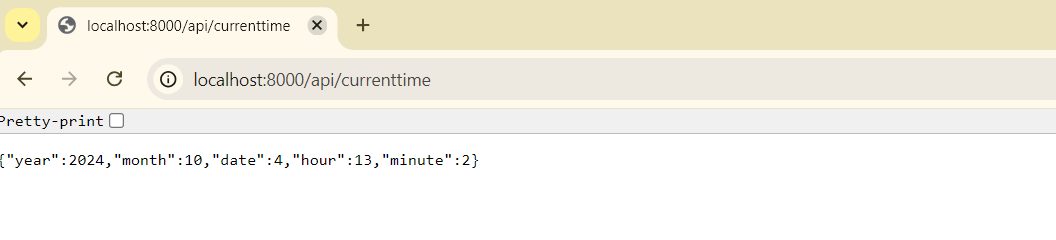 localhost:8000/api/currenttime
localhost:8000/api/currenttime
Pretty-print
{"year":2024,"month":10,"date":4,"hour":13,"minute":2}